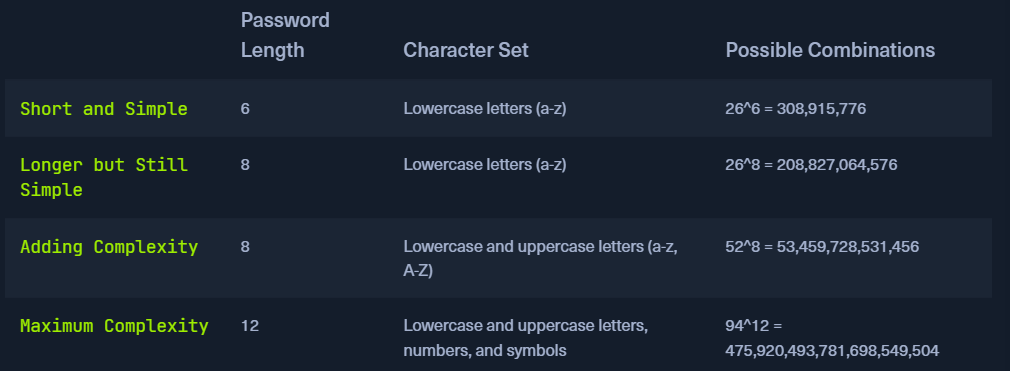 Password
Length
Character Set
Possible Combinations
Short and Simple
6
Lowercase letters (a-z)
26^6 = 308,915,776
Longer but Still
Simple
8
Lowercase letters (a-z)
26^8 = 208,827,064,576
Adding Complexity
8
Lowercase and uppercase letters (a-z,
A-Z)
52^8 = 53,459,728,531,456
Maximum Complexity
12
Lowercase and uppercase letters,
numbers, and symbols
94^12 =
475,920,493,781,698,549,504